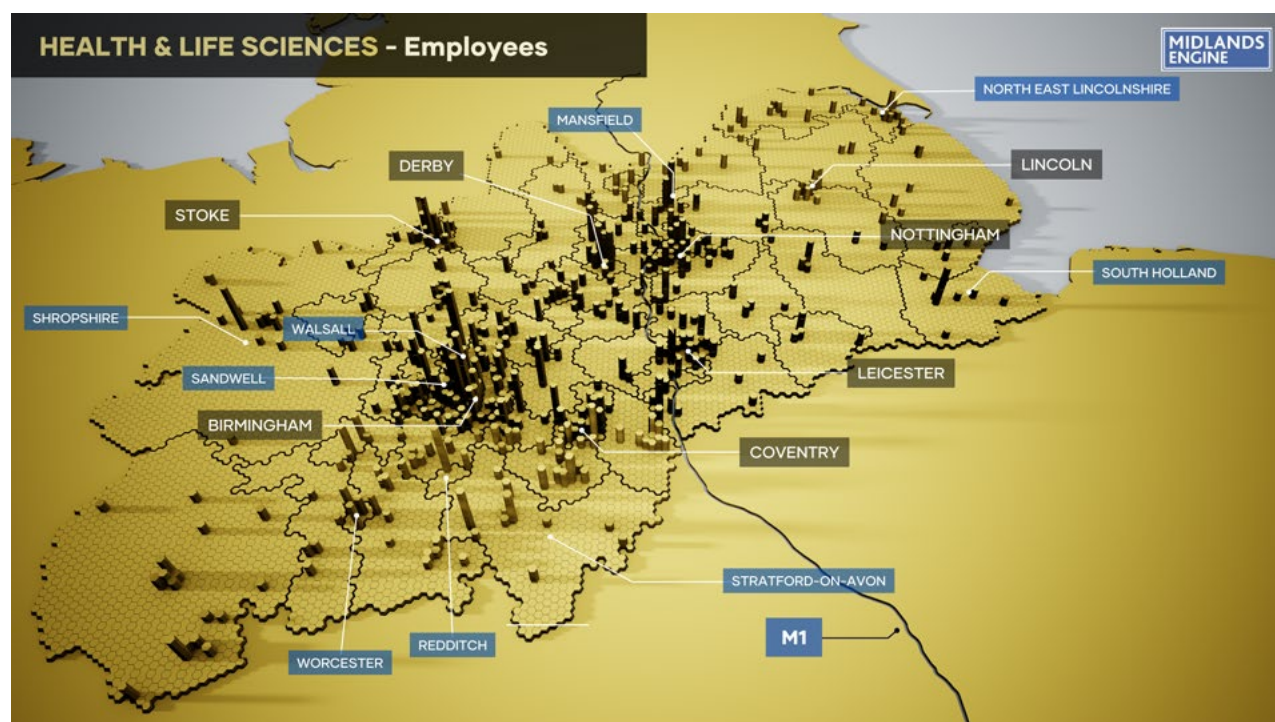 HEALTH & LIFE SCIENCES - Employees
MIDLANDS
ENGINE
NORTH EAST LINCOLNSHIRE
MANSFIELD
DERBY
LINCOLN
STOKE
NOTTINGHAM
SOUTH HOLLAND
SHROPSHIRE
WALSALL
SANDWELL
LEICESTER
BIRMINGHAM
COVENTRY
STRATFORD-ON-AVON
M1
REDDITCH
WORCESTER